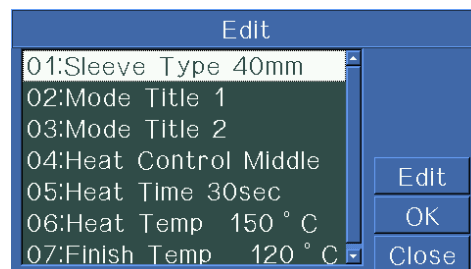 Edit
01:Sleeve Type 40mm
02:Mode Title 1
03:Mode Title 2
04:Heat Control Middle
05:Heat Time 30sec
06:Heat Temp 150°C
07:Finish Temp 120°C
Edit
OK
Close